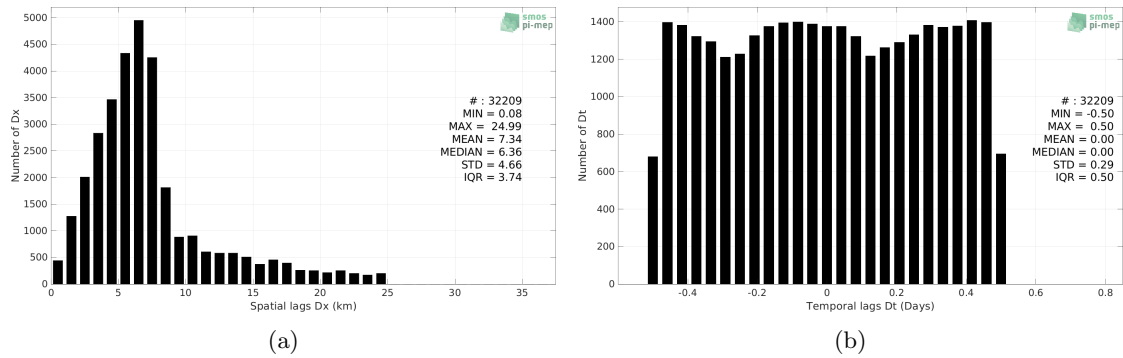 5000
4500
4000
3500
3000
2500
2000
1500
1000
500
0
Number of Dx
0 5 10 15 20 25 30 35
Spatial lags Dx (km)
smos
pi-mep
# : 32209
MIN = 0.08
MAX = 24.99
MEAN = 7.34
MEDIAN = 6.36
STD = 4.66
IQR = 3.74
(a)
1400
1200
1000
800
600
400
200
0
Number of Dt
-0.4 -0.2 0 0.2 0.4 0.6 0.8
Temporal lags Dt (Days)
smos
pi-mep
# : 32209
MIN = -0.50
MAX = 0.50
MEAN = 0.00
MEDIAN = 0.00
STD = 0.29
IQR = 0.50
(b)